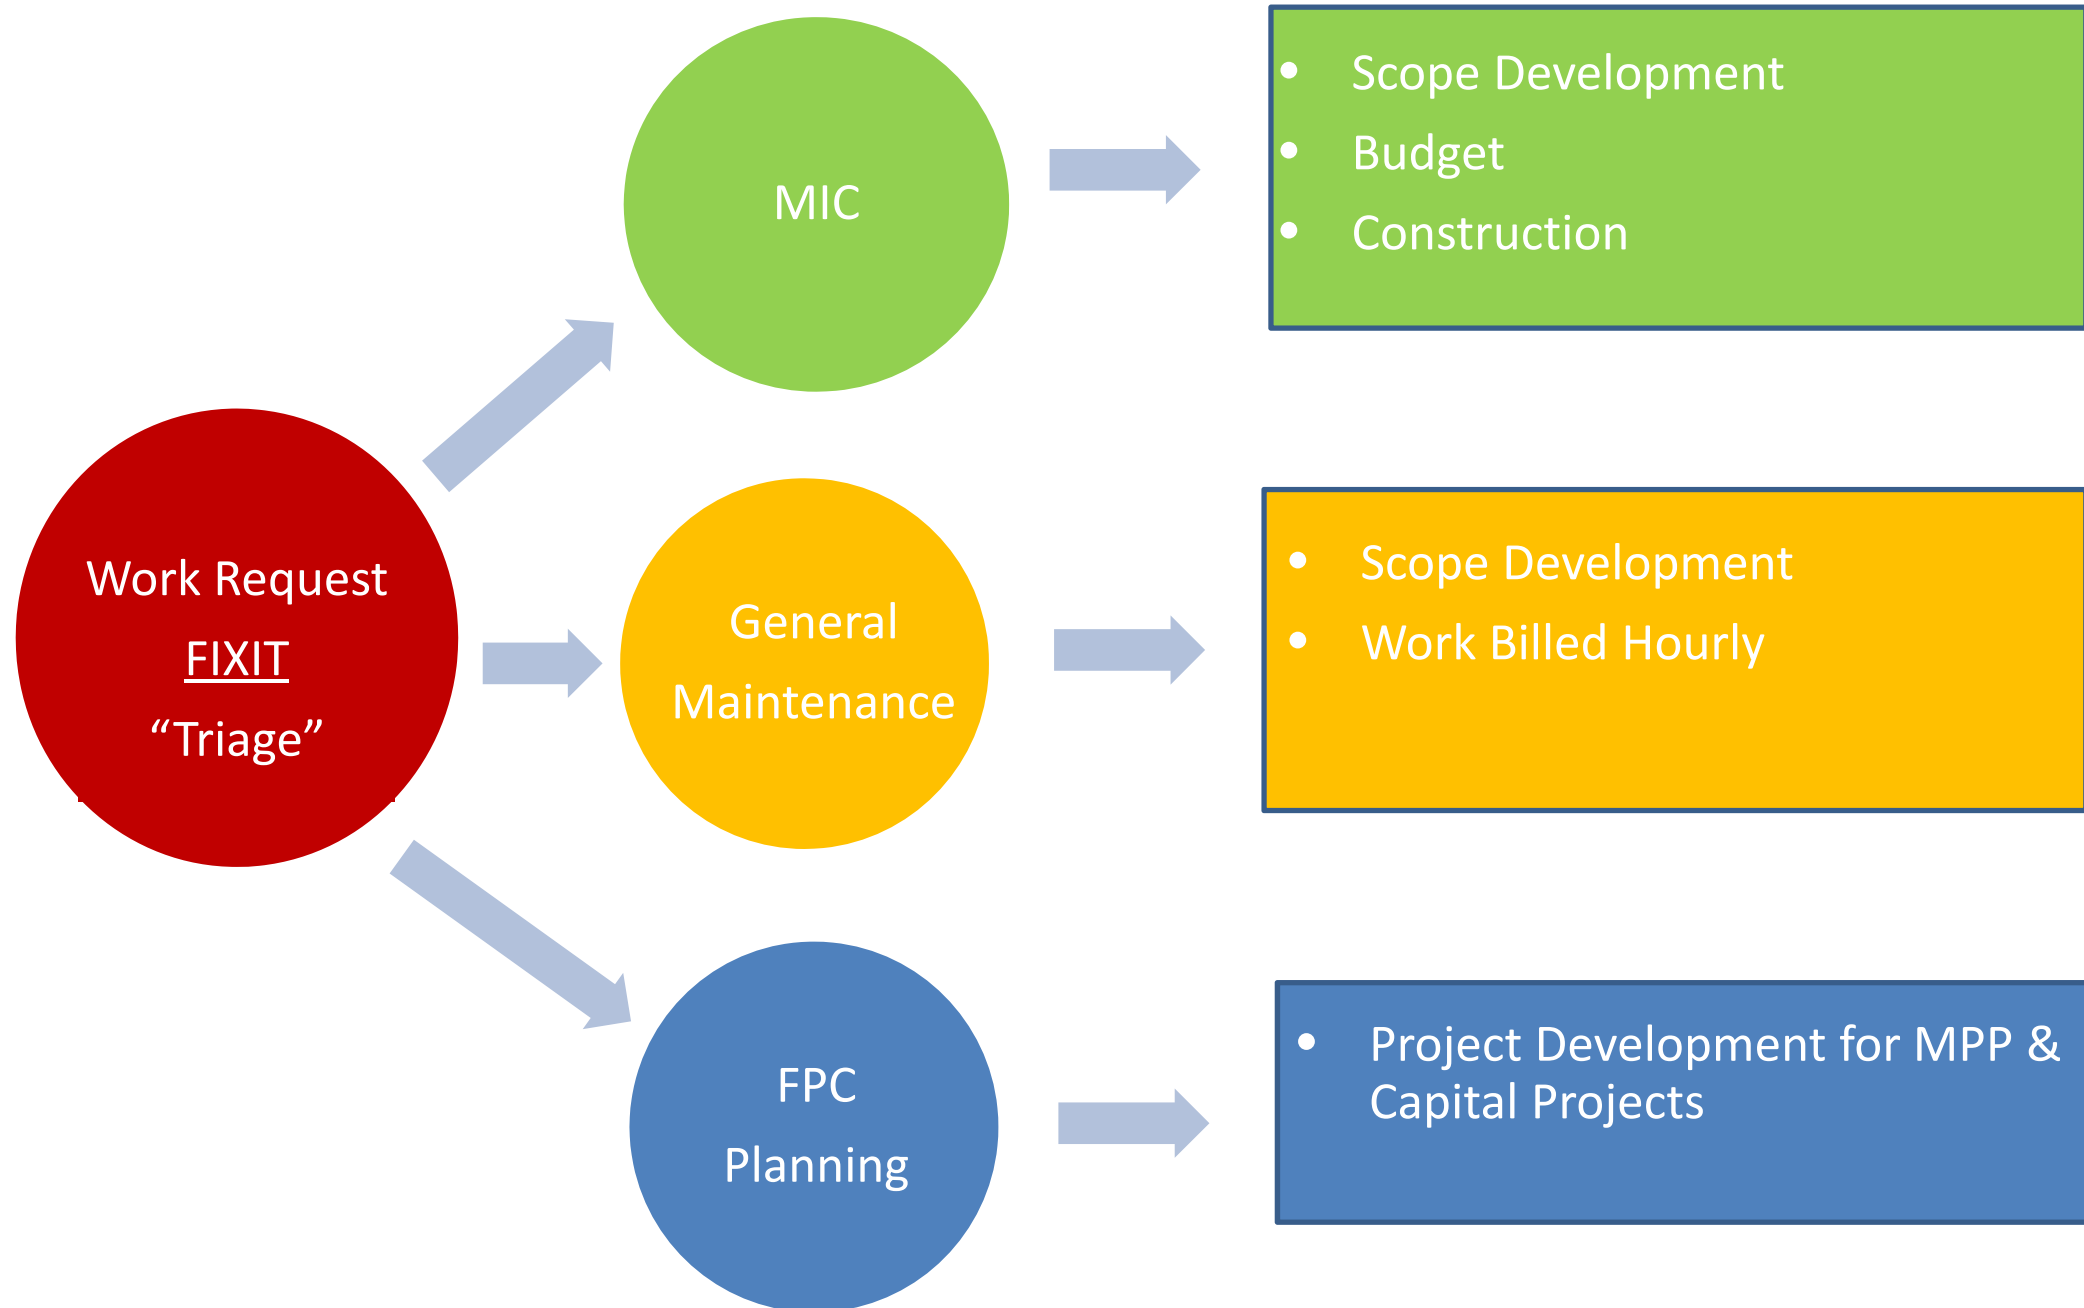 MIC
• Scope Development
• Budget
• Construction
Work Request
FIXIT
“Triage”
General
Maintenance
• Scope Development
• Work Billed Hourly
FPC
Planning
• Project Development for MPP &
Capital Projects